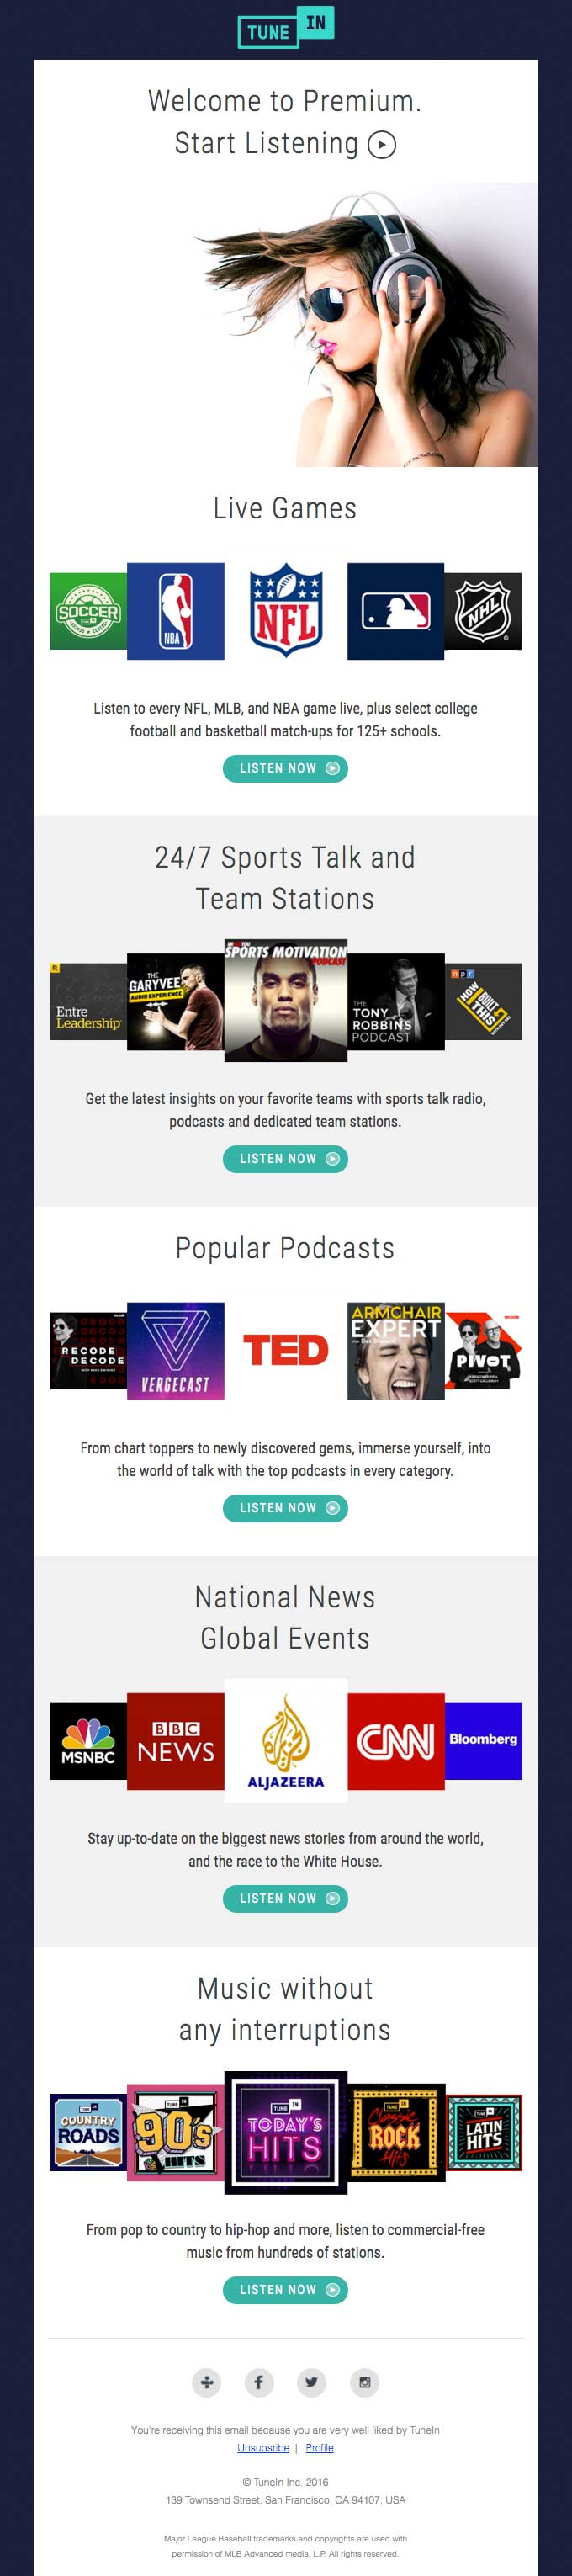 TUNE IN
Welcome to Premium.
Start Listening
Live Games
SOCCER
NBA
NFL
NHL
Listen to every NFL, MLB, and NBA game live, plus select college
football and basketball match-ups for 125+ schools.
LISTEN NOW
24/7 Sports Talk and
Team Stations
Entre
Leadership
THE
GARYVEE
AUDIO EXPERIENCE
SPORTS MOTIVATION
PODCAST
THE
TONY
ROBBINS
PODCAST
npr
HOW I
BUILT
THIS
Get the latest insights on your favorite teams with sports talk radio,
podcasts and dedicated team stations.
LISTEN NOW
Popular Podcasts
RECODE
DECODE
VERGECAST
TED
ARMCHAIR
EXPERT
PIVOT
From chart toppers to newly discovered gems, immerse yourself, into
the world of talk with the top podcasts in every category.
LISTEN NOW
National News
Global Events
MSNBC
BBC
NEWS
ALJAZEERA
CNN
Bloomberg
Stay up-to-date on the biggest news stories from around the world,
and the race to the White House.
LISTEN NOW
Music without
any interruptions
COUNTRY
ROADS
TUNE IN
90's
HITS
TUNE IN
TODAY'S
HITS
TUNE IN
Classic
ROCK
Hits
LATIN
HITS
From pop to country to hip-hop and more, listen to commercial-free
music from hundreds of stations.
LISTEN NOW
You're receiving this email because you are very well liked by TuneIn
Unsubsribe | Profile
© TuneIn Inc. 2016
139 Townsend Street, San Francisco, CA 94107, USA
Major League Baseball trademarks and copyrights are used with
permission of MLB Advanced media, L.P. All rights reserved.